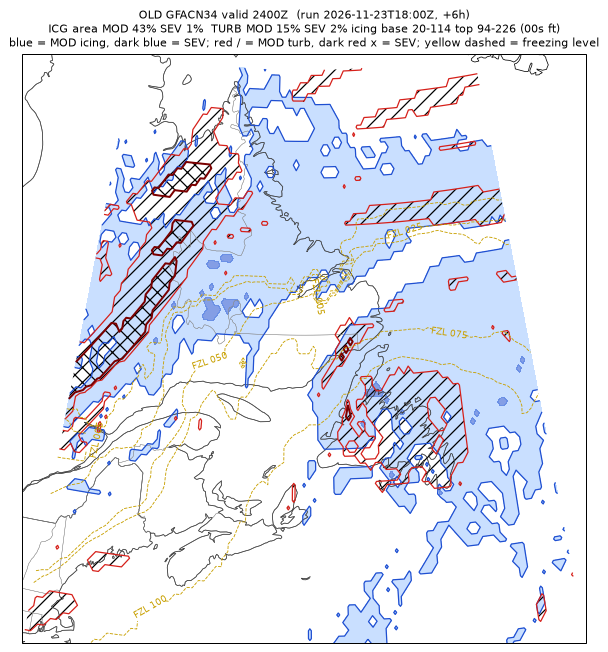 OLD GFACN34 valid 2400Z (run 2026-11-23T18:00Z, +6h)
ICG area MOD 43% SEV 1% TURB MOD 15% SEV 2% icing base 20-114 top 94-226 (00s ft)
blue = MOD icing, dark blue = SEV; red / = MOD turb, dark red x = SEV; yellow dashed = freezing level
FZL 075
FZL 050
FZL 100